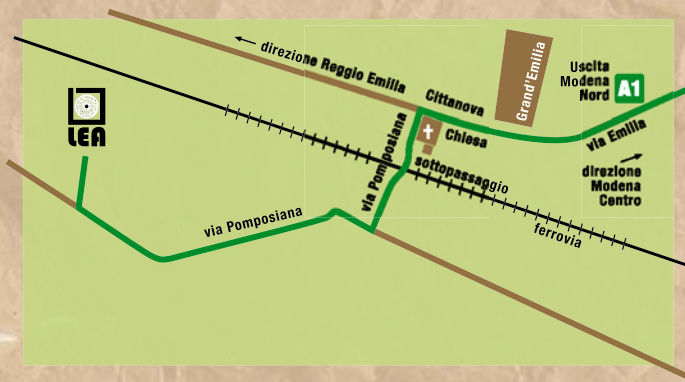 direzione Reggio Emilia
Cittanova
Grand'Emilia
Uscita
Modena
Nord
A1
LEA
Chiesa
via Emilia
via Pomposiana
sottopassaggio
direzione
Modena
Centro
via Pomposiana
ferrovia